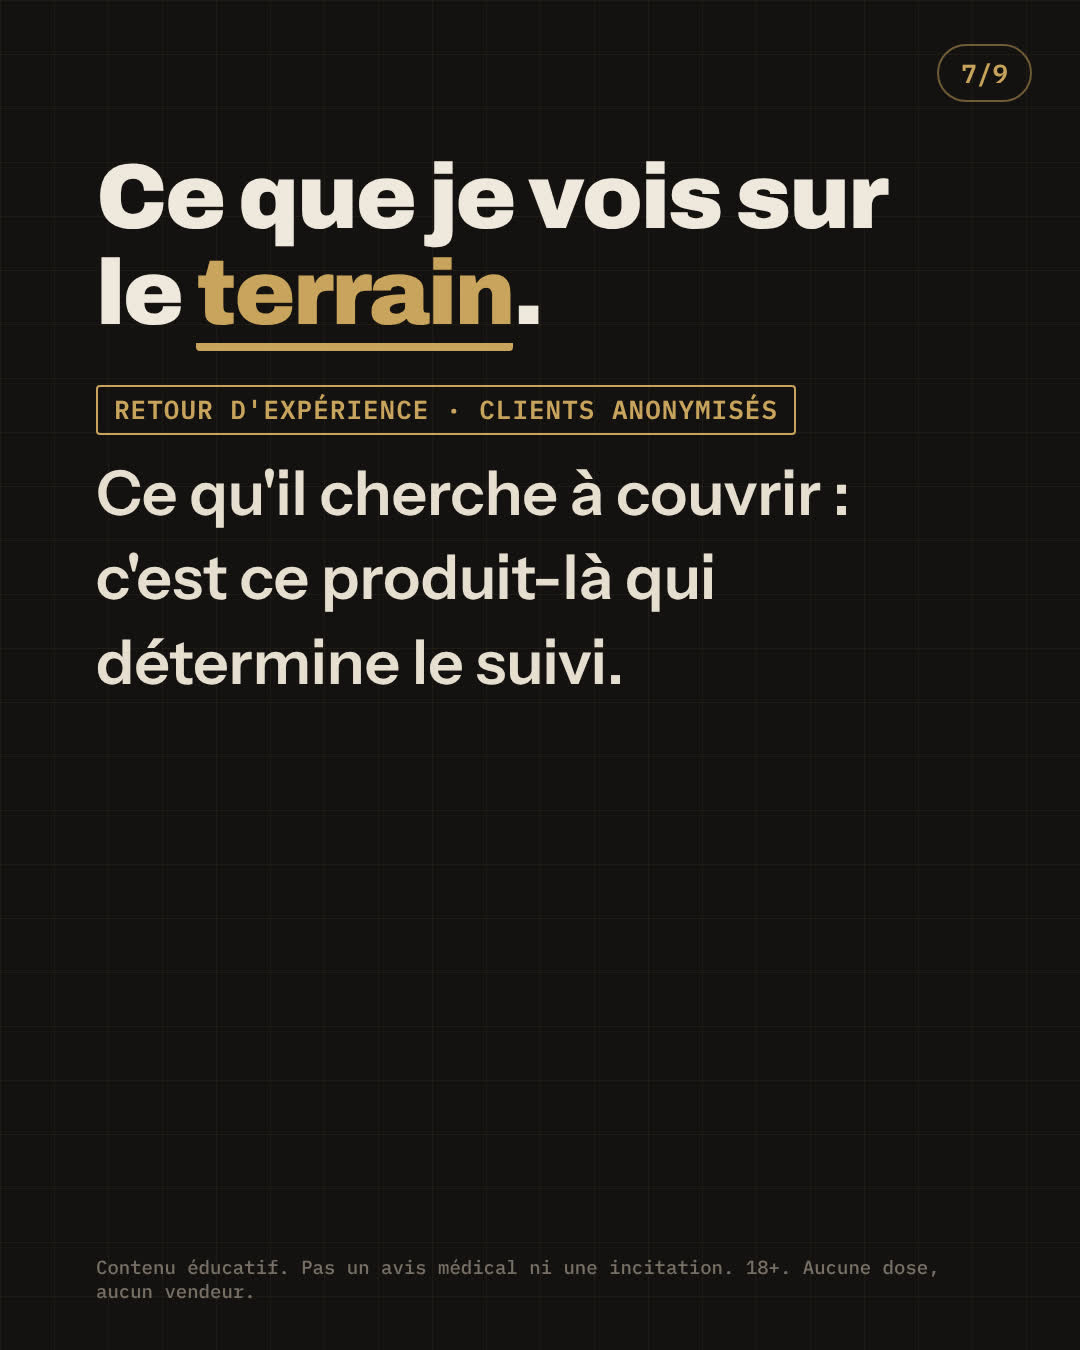 7/9
Ce que je vois sur
le terrain.
RETOUR D'EXPÉRIENCE · CLIENTS ANONYMISÉS
Ce qu'il cherche à couvrir :
c'est ce produit-là qui
détermine le suivi.
Contenu éducatif. Pas un avis médical ni une incitation. 18+. Aucune dose,
aucun vendeur.